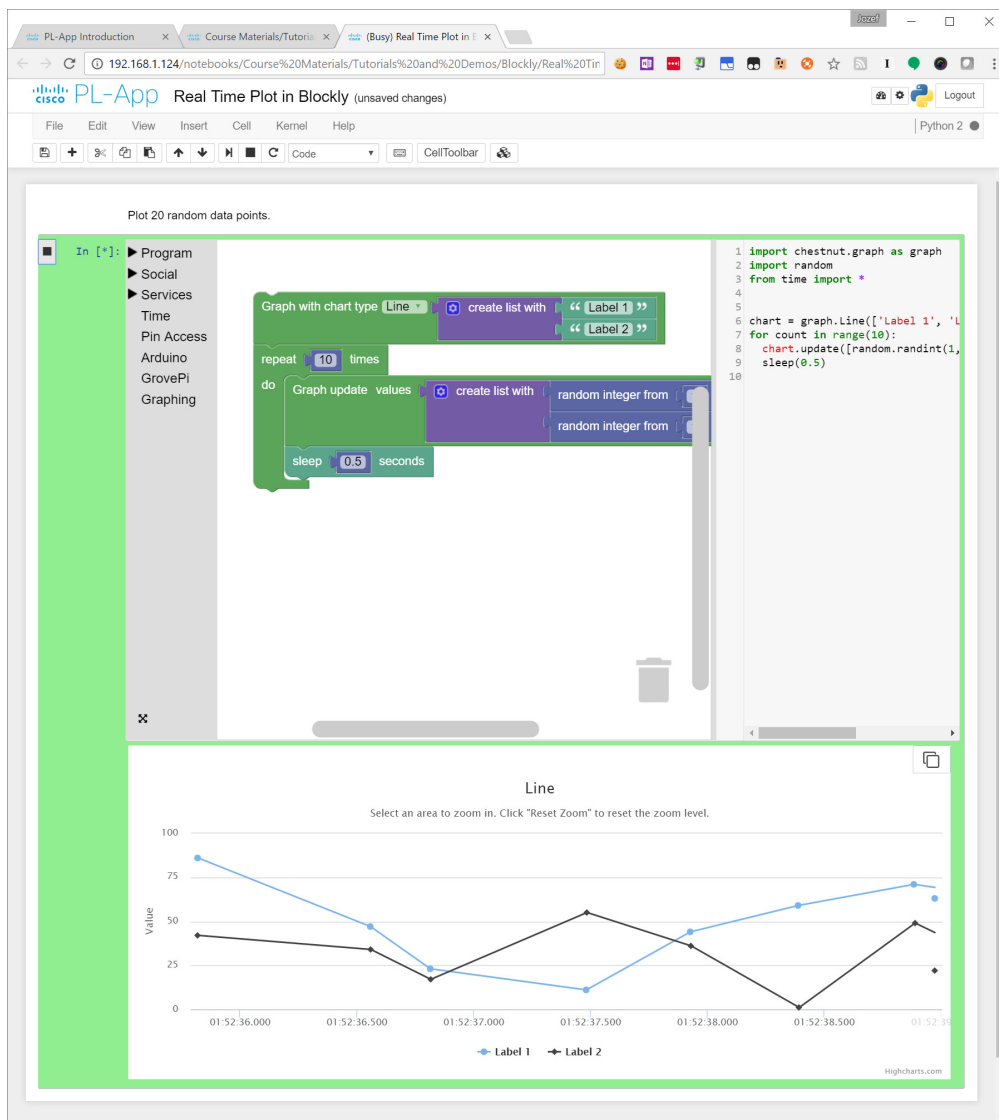 Jozef
PL-App Introduction
Course Materials/Tutorial
(Busy) Real Time Plot in B
192.168.1.124/notebooks/Course%20Materials/Tutorials%20and%20Demos/Blockly/Real%20Tim
CISCO PL-App Real Time Plot in Blockly (unsaved changes)
Logout
File Edit View Insert Cell Kernel Help
Python 2
Code
CellToolbar
Plot 20 random data points.
In [*]:
Program
Social
Services
Time
Pin Access
Arduino
GrovePi
Graphing
Graph with chart type Line create list with “ Label 1 ”
“ Label 2 ”
repeat 10 times
do Graph update values create list with random integer from
random integer from
sleep 0.5 seconds
1 import chestnut.graph as graph
2 import random
3 from time import *
4
5
6 chart = graph.Line(['Label 1', 'L
7 for count in range(10):
8 chart.update([random.randint(1,
9 sleep(0.5)
10
Line
Select an area to zoom in. Click "Reset Zoom" to reset the zoom level.
Value
100
75
50
25
0
01:52:36.000 01:52:36.500 01:52:37.000 01:52:37.500 01:52:38.000 01:52:38.500 01:52:39
Label 1 Label 2
Highcharts.com